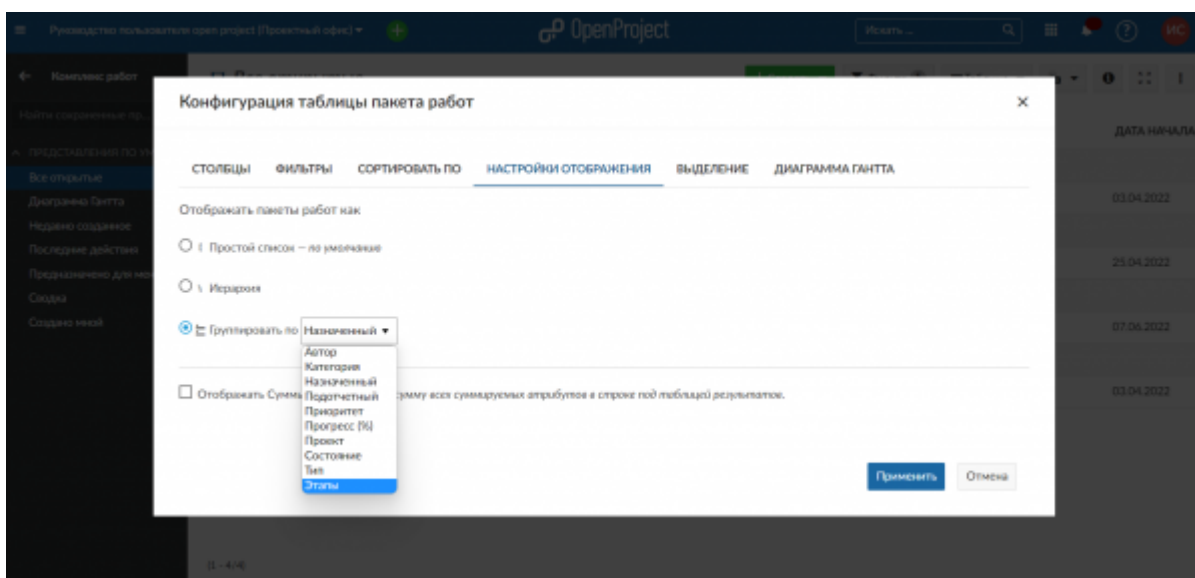 Руководство пользователя open project (Проектный офис)
OpenProject
Искать ...
?
ИС
Комплекс работ
Найти сохраненные пр...
ДАТА НАЧАЛА
Все открытые
Диаграмма Гантта
Недавно созданное
Последние действия
Предназначено для мен
Сводка
Создано мной
Конфигурация таблицы пакета работ
СТОЛБЦЫ ФИЛЬТРЫ СОРТИРОВАТЬ ПО НАСТРОЙКИ ОТОБРАЖЕНИЯ ВЫДЕЛЕНИЕ ДИАГРАММА ГАНТТА
Отображать пакеты работ как
Простой список – по умолчанию
Иерархия
Группировать по Назначенный
Автор
Категория
Назначенный
Подотчетный
Приоритет
Прогресс (%)
Проект
Состояние
Тип
Этапы
Отображать Суммы
сумму всех суммируемых атрибутов в строке под таблицей результатов.
Применить Отмена
03.04.2022
25.04.2022
07.06.2022
03.04.2022
(1 - 4/4)